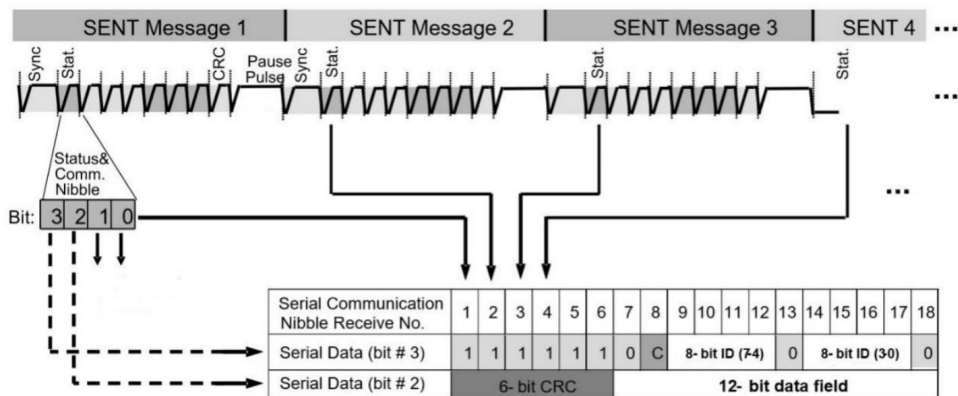 SENT Message 1 SENT Message 2 SENT Message 3 SENT 4 ...
Sync Stat. CRC Pause Pulse Sync Stat. Stat. Stat.
...
Status&
Comm.
Nibble
...
Bit: 3 2 1 0
Serial Communication Nibble Receive No. 1 2 3 4 5 6 7 8 9 10 11 12 13 14 15 16 17 18
Serial Data (bit # 3) 1 1 1 1 1 1 0 C 8-bit ID (7-4) 0 8-bit ID (3-0) 0
Serial Data (bit # 2) 6- bit CRC 12- bit data field